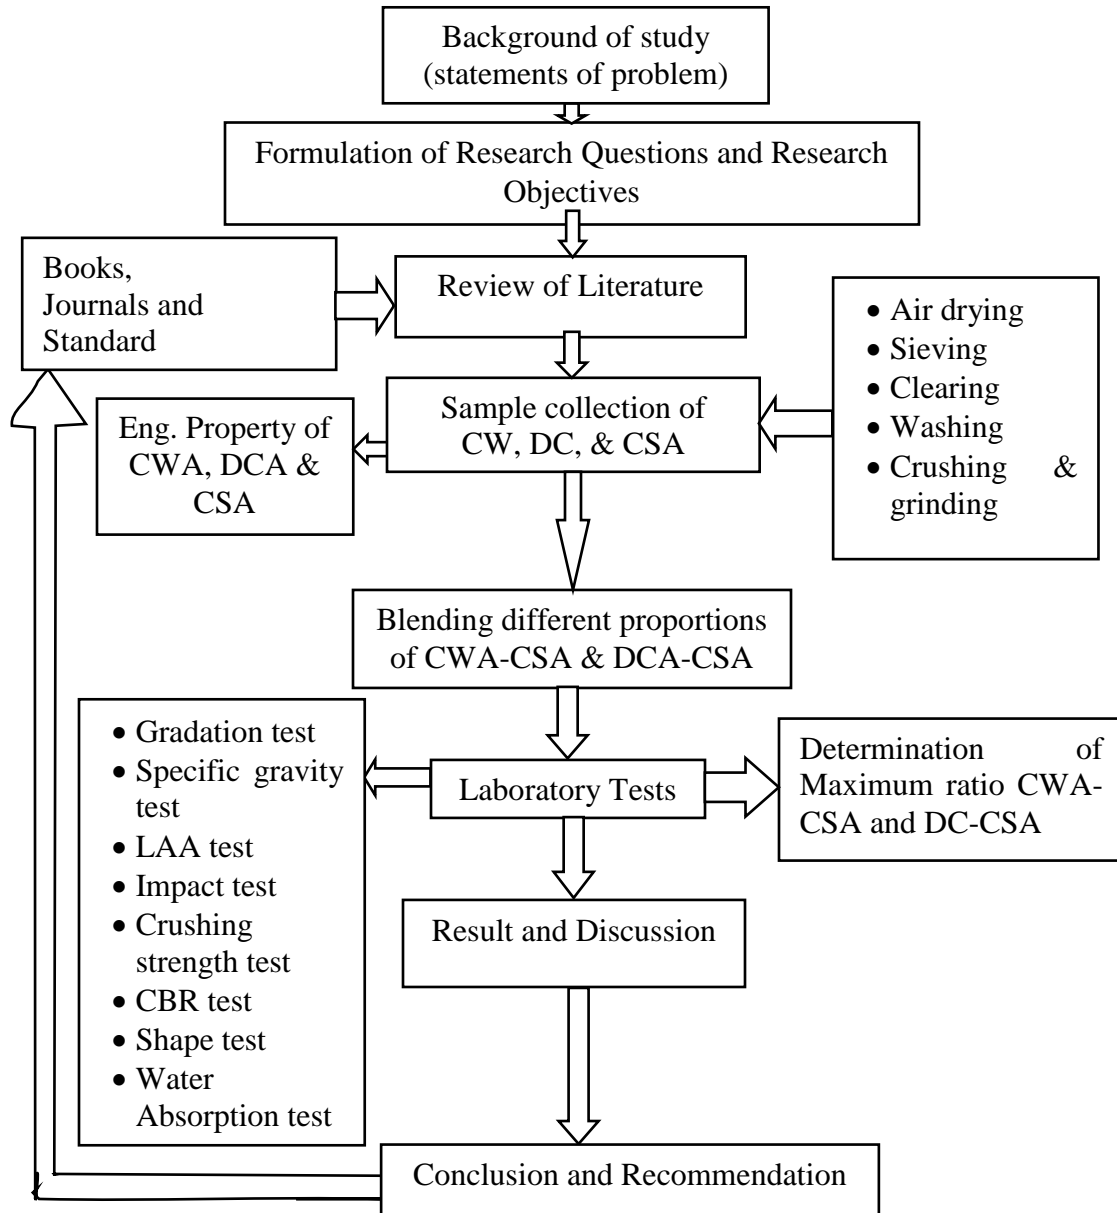 Background of study
(statements of problem)
Formulation of Research Questions and Research
Objectives
Books,
Journals and
Standard
Review of Literature
• Air drying
• Sieving
• Clearing
• Washing
• Crushing &
grinding
Sample collection of
CW, DC, & CSA
Eng. Property of
CWA, DCA &
CSA
Blending different proportions
of CWA-CSA & DCA-CSA
• Gradation test
• Specific gravity
test
• LAA test
• Impact test
• Crushing
strength test
• CBR test
• Shape test
• Water
Absorption test
Laboratory Tests
Determination of
Maximum ratio CWA-
CSA and DC-CSA
Result and Discussion
Conclusion and Recommendation